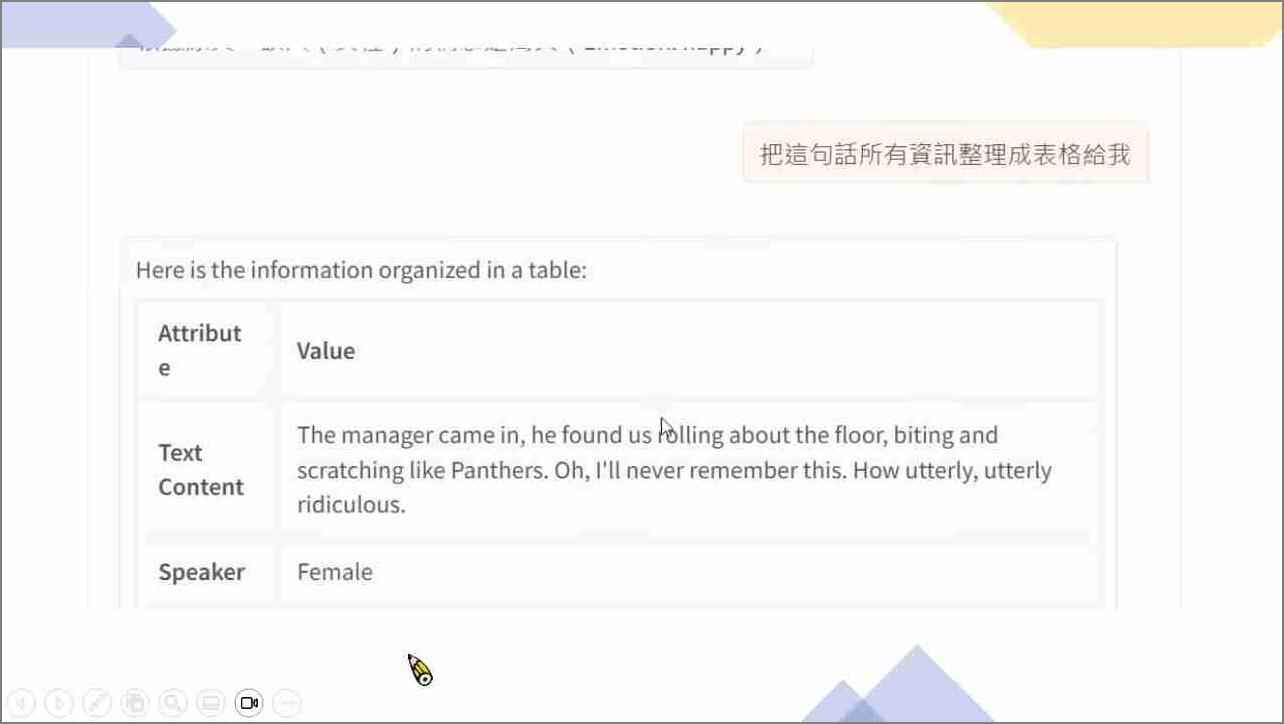 把這句話所有資訊整理成表格給我
Here is the information organized in a table:
Attribut
e
Value
Text
Content
The manager came in, he found us rolling about the floor, biting and
scratching like Panthers. Oh, I'll never remember this. How utterly, utterly
ridiculous.
Speaker
Female